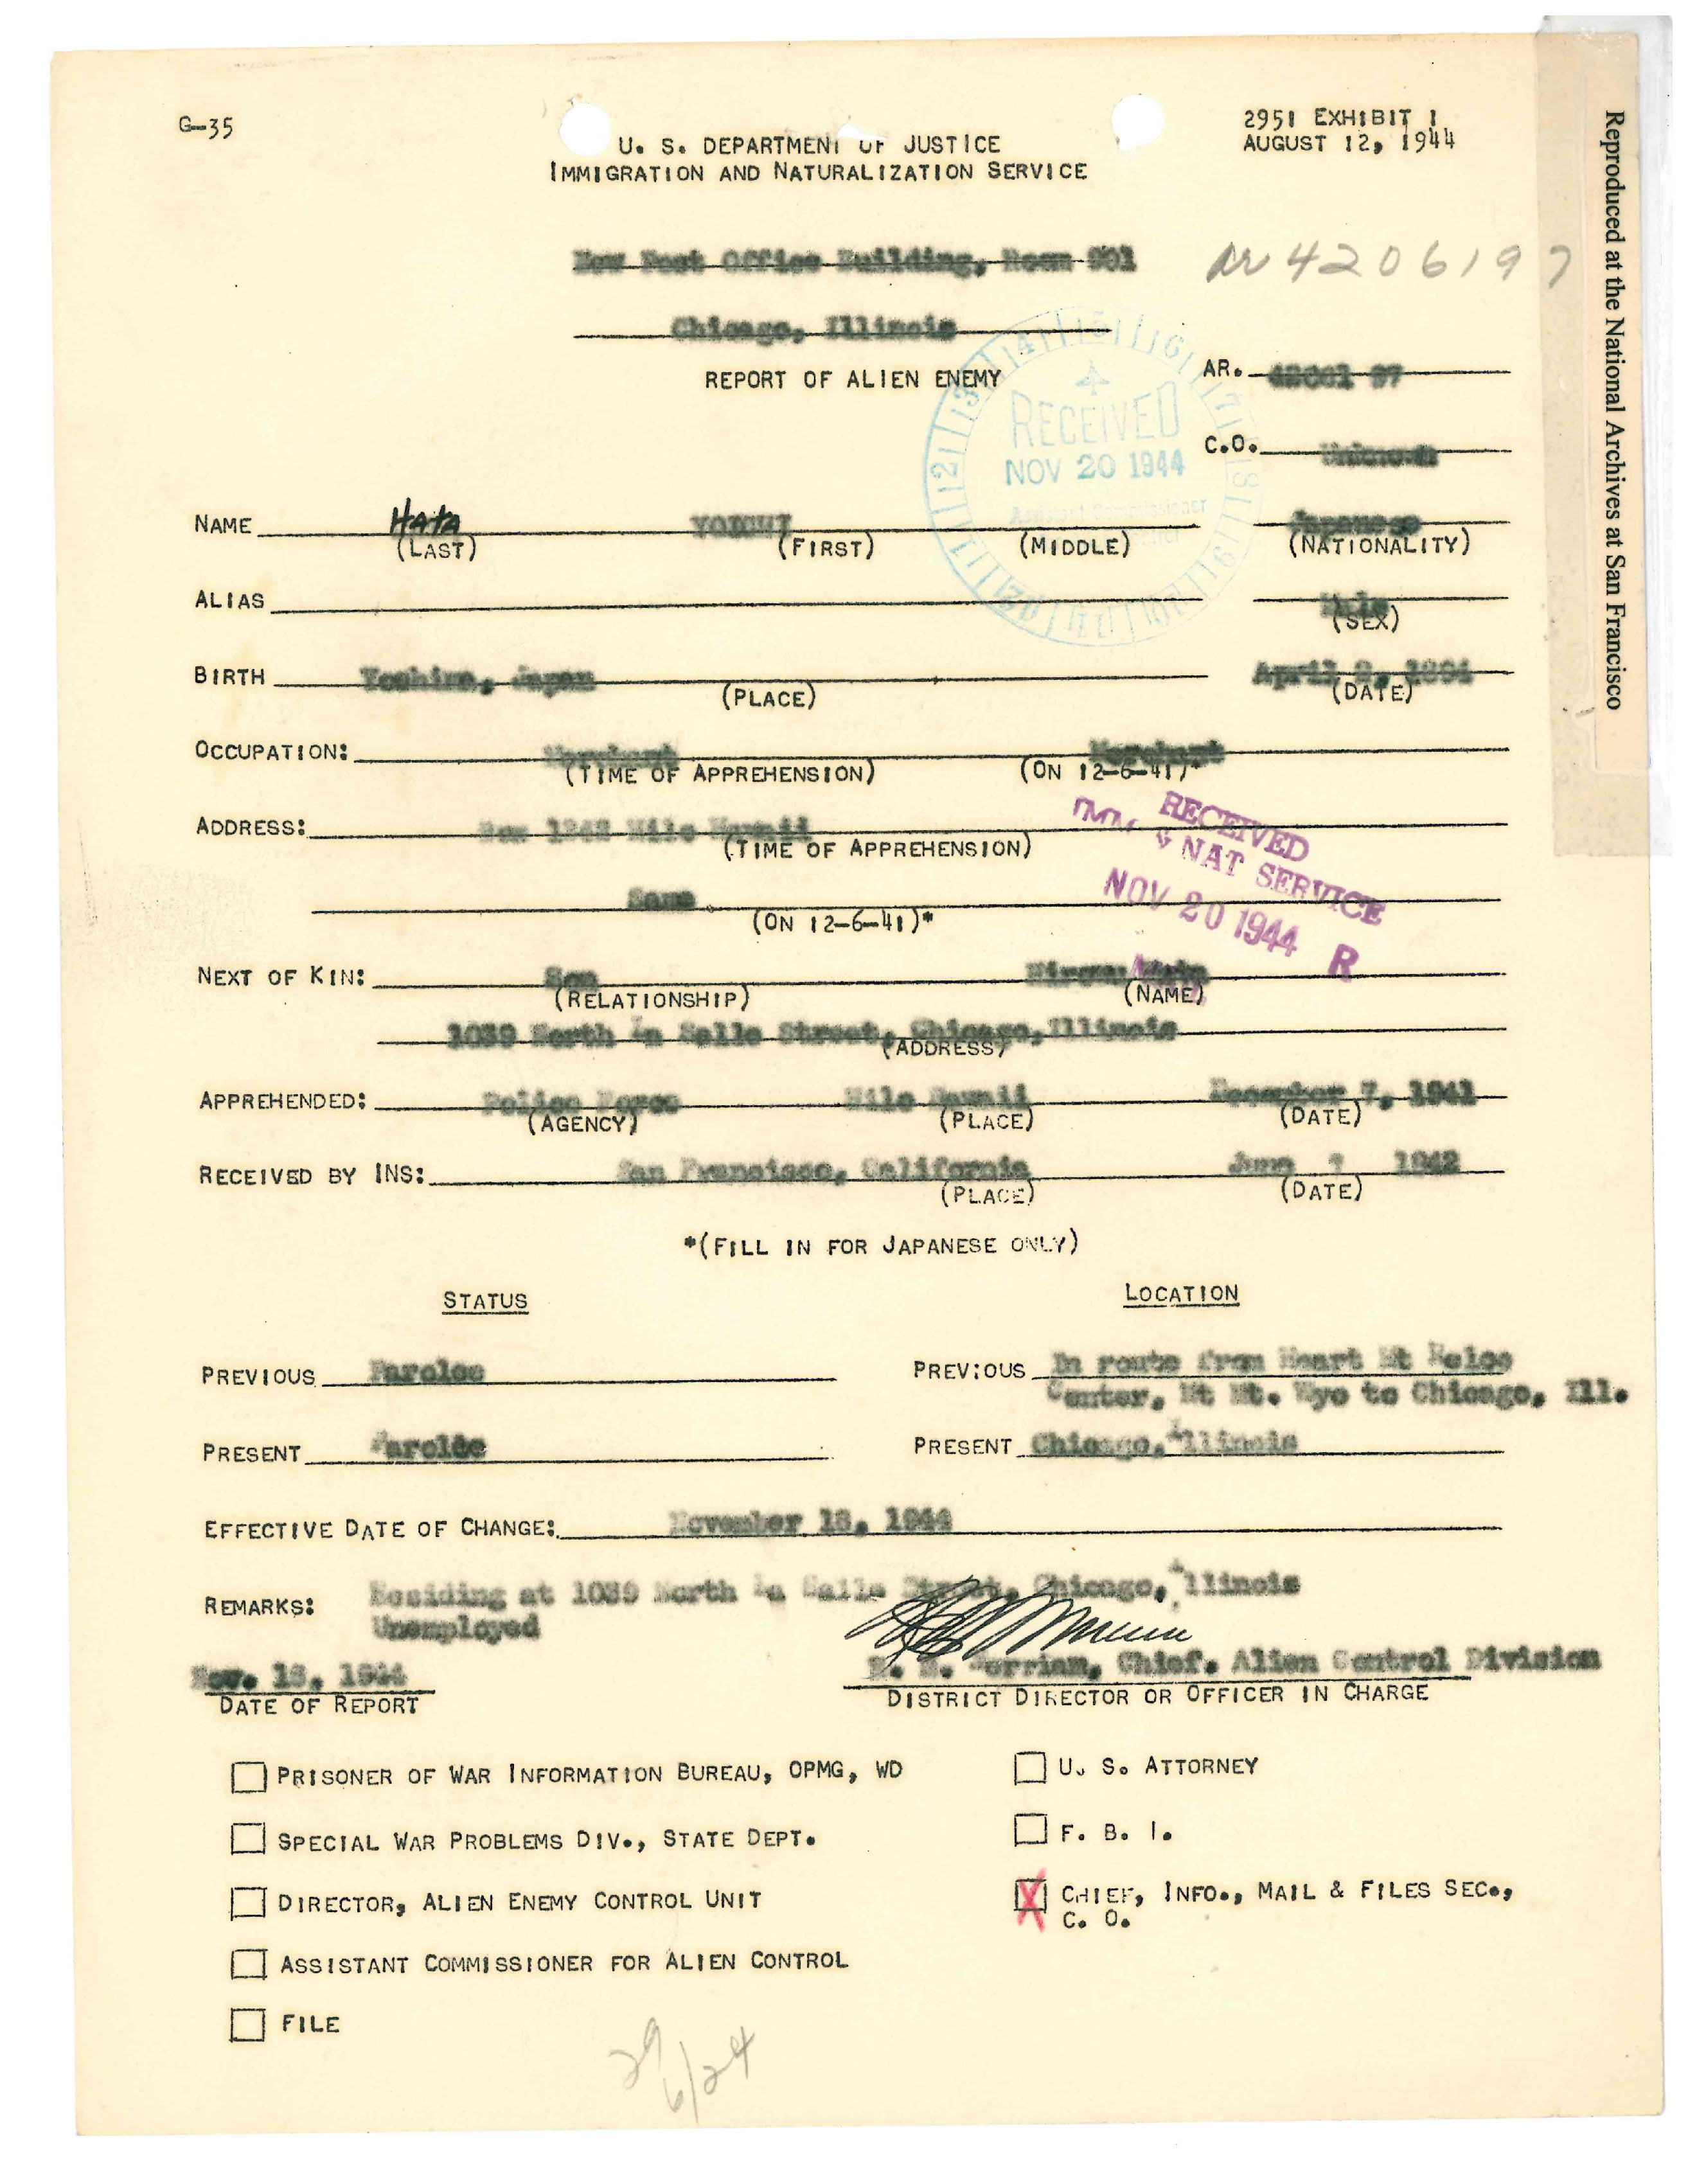 G-35
2951 EXHIBIT 1
AUGUST 12, 1944
U. S. DEPARTMENT OF JUSTICE
IMMIGRATION AND NATURALIZATION SERVICE
New Post Office Building, Room 901
4206197
Chicago, Illinois
REPORT OF ALIEN ENEMY
AR.
RECEIVED
NOV 20 1944
C.O. Unknown
NAME Hata YOICHI Japanese
(LAST) (FIRST) (MIDDLE) (NATIONALITY)
ALIAS Male
(SEX)
BIRTH Japan April 1894
(PLACE) (DATE)
OCCUPATION: Merchant Merchant
(TIME OF APPREHENSION) (ON 12-6-41)*
ADDRESS: Box 1242 Hilo Hawaii
(TIME OF APPREHENSION)
RECEIVED
IMM & NAT SERVICE
NOV 20 1944 R
Same
(ON 12-6-41)*
NEXT OF KIN: Son
(RELATIONSHIP) (NAME)
1039 North La Salle Street, Chicago, Illinois
(ADDRESS)
APPREHENDED: Police Force Hilo Hawaii December 7, 1941
(AGENCY) (PLACE) (DATE)
RECEIVED BY INS: San Francisco, California June ? 1942
(PLACE) (DATE)
*(FILL IN FOR JAPANESE ONLY)
STATUS LOCATION
PREVIOUS Parolee PREVIOUS In route from Heart Mt Reloc
Center, Ht Mt. Wyo to Chicago, Ill.
PRESENT Parolee PRESENT Chicago, Illinois
EFFECTIVE DATE OF CHANGE: November 18, 1944
REMARKS: Residing at 1039 North La Salle Street, Chicago, Illinois
Unemployed
Nov. 18, 1944 Merriam, Chief. Alien Control Division
DATE OF REPORT DISTRICT DIRECTOR OR OFFICER IN CHARGE
PRISONER OF WAR INFORMATION BUREAU, OPMG, WD
U. S. ATTORNEY
SPECIAL WAR PROBLEMS DIV., STATE DEPT.
F. B. I.
DIRECTOR, ALIEN ENEMY CONTROL UNIT
X CHIEF, INFO., MAIL & FILES SEC.,
C. O.
ASSISTANT COMMISSIONER FOR ALIEN CONTROL
FILE
29
6/24
Reproduced at the National Archives at San Francisco